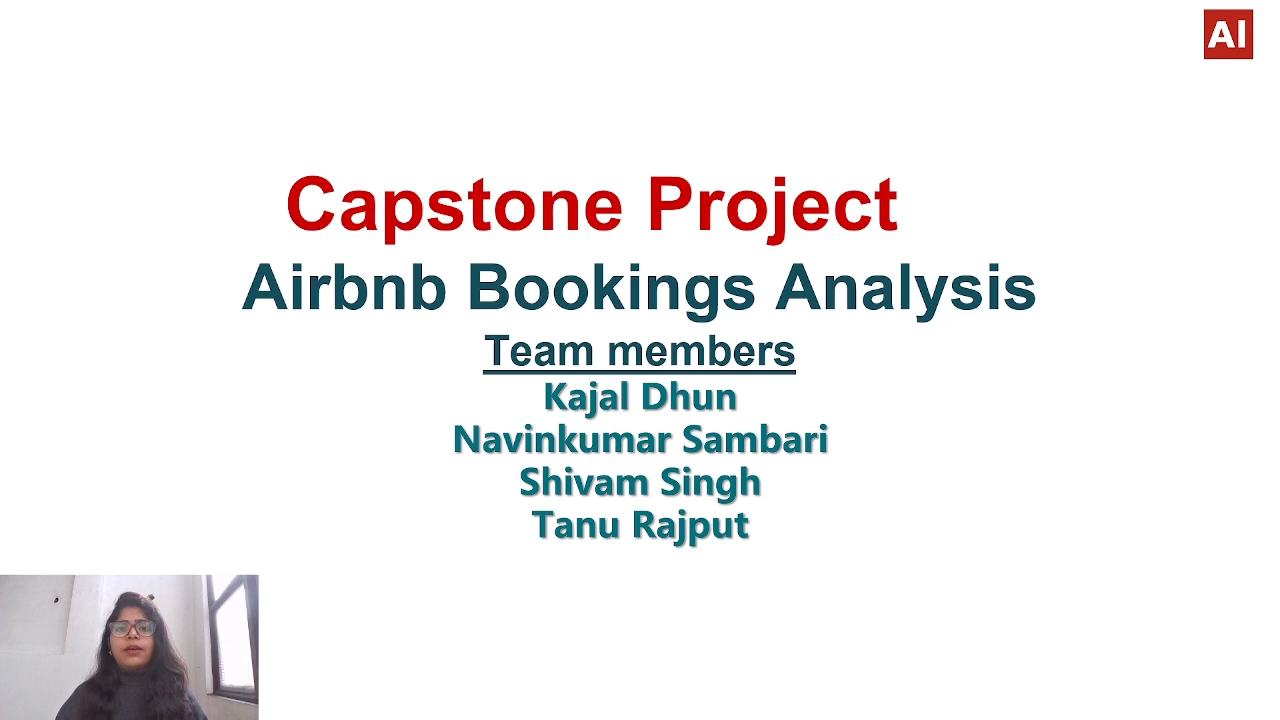 AI
Capstone Project
Airbnb Bookings Analysis
Team members
Kajal Dhun
Navinkumar Sambari
Shivam Singh
Tanu Rajput